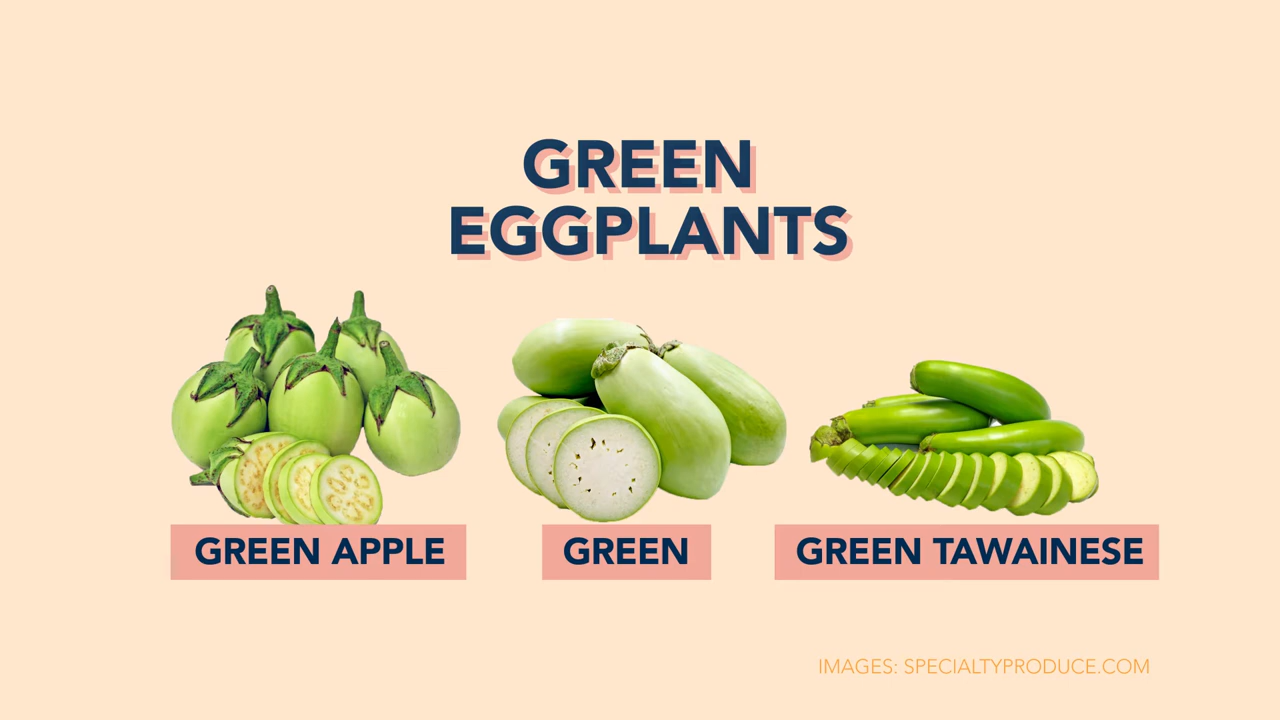 GREEN
EGGPLANTS
GREEN APPLE
GREEN
GREEN TAWAINESE
IMAGES: SPECIALTYPRODUCE.COM